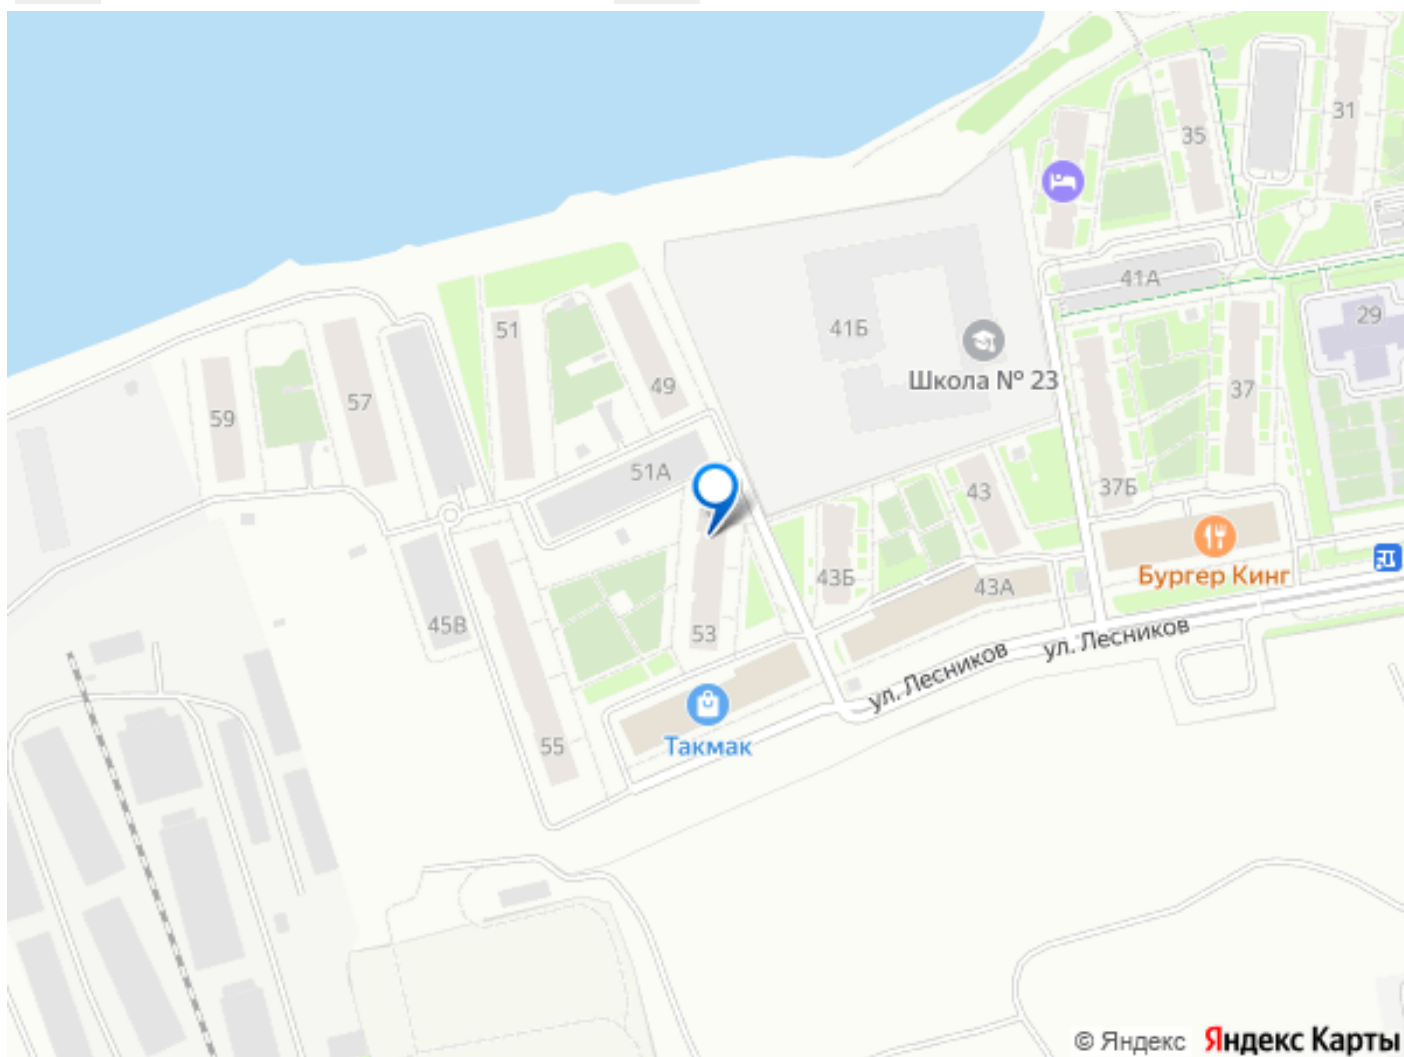 31
35
41А
29
41Б
51
Школа № 23
49
57
59
37
51А
37Б
43
Бургер Кинг
43Б
43А
45В
53
ул. Лесников
ул. Лесников
55
Такмак
© Яндекс Яндекс Карты